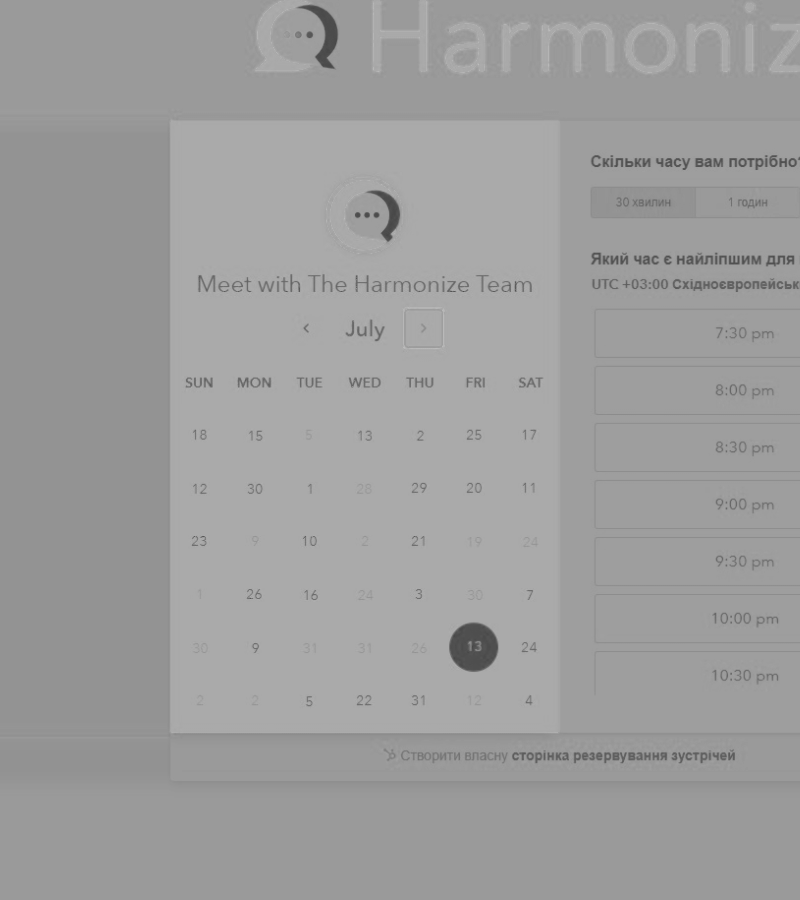 Harmoniz
Meet with The Harmonize Team
July
SUN MON TUE WED THU FRI SAT
18 15 5 13 2 25 17
12 30 1 28 29 20 11
23 9 10 2 21 19 24
1 26 16 24 3 30 7
30 9 31 31 26 13 24
2 2 5 22 31 12 4
Скільки часу вам потрібно?
30 хвилин 1 годин
Який час є найліпшим для
UTC +03:00 Східноєвропейськ
7:30 pm
8:00 pm
8:30 pm
9:00 pm
9:30 pm
10:00 pm
10:30 pm
Створити власну сторінка резервування зустрічей